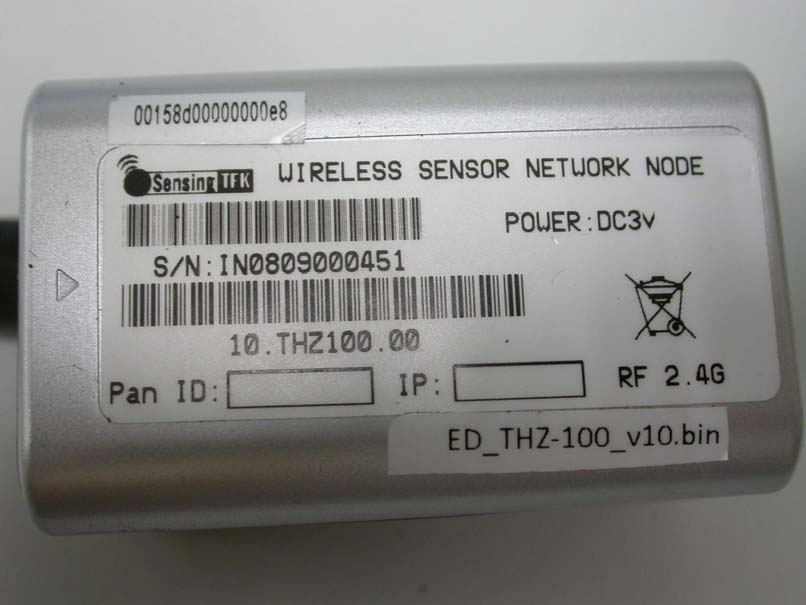 00158d00000000e8
Sensing TFK WIRELESS SENSOR NETWORK NODE
POWER:DC3v
S/N:IN0809000451
10.THZ100.00
Pan ID: IP: RF 2.4G
ED_THZ-100_v10.bin